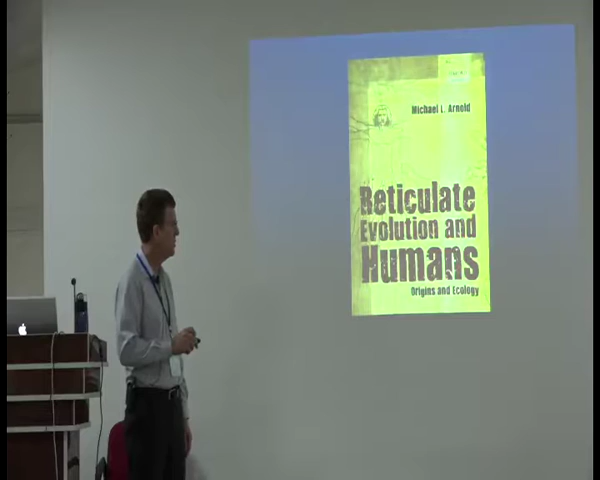 Michael L. Arnold
Reticulate
Evolution and
Humans
Origins and Ecology